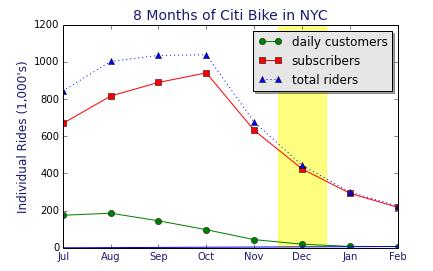 8 Months of Citi Bike in NYC
1200
1000
800
600
400
200
0
Individual Rides (1,000's)
daily customers
subscribers
total riders
Jul Aug Sep Oct Nov Dec Jan Feb